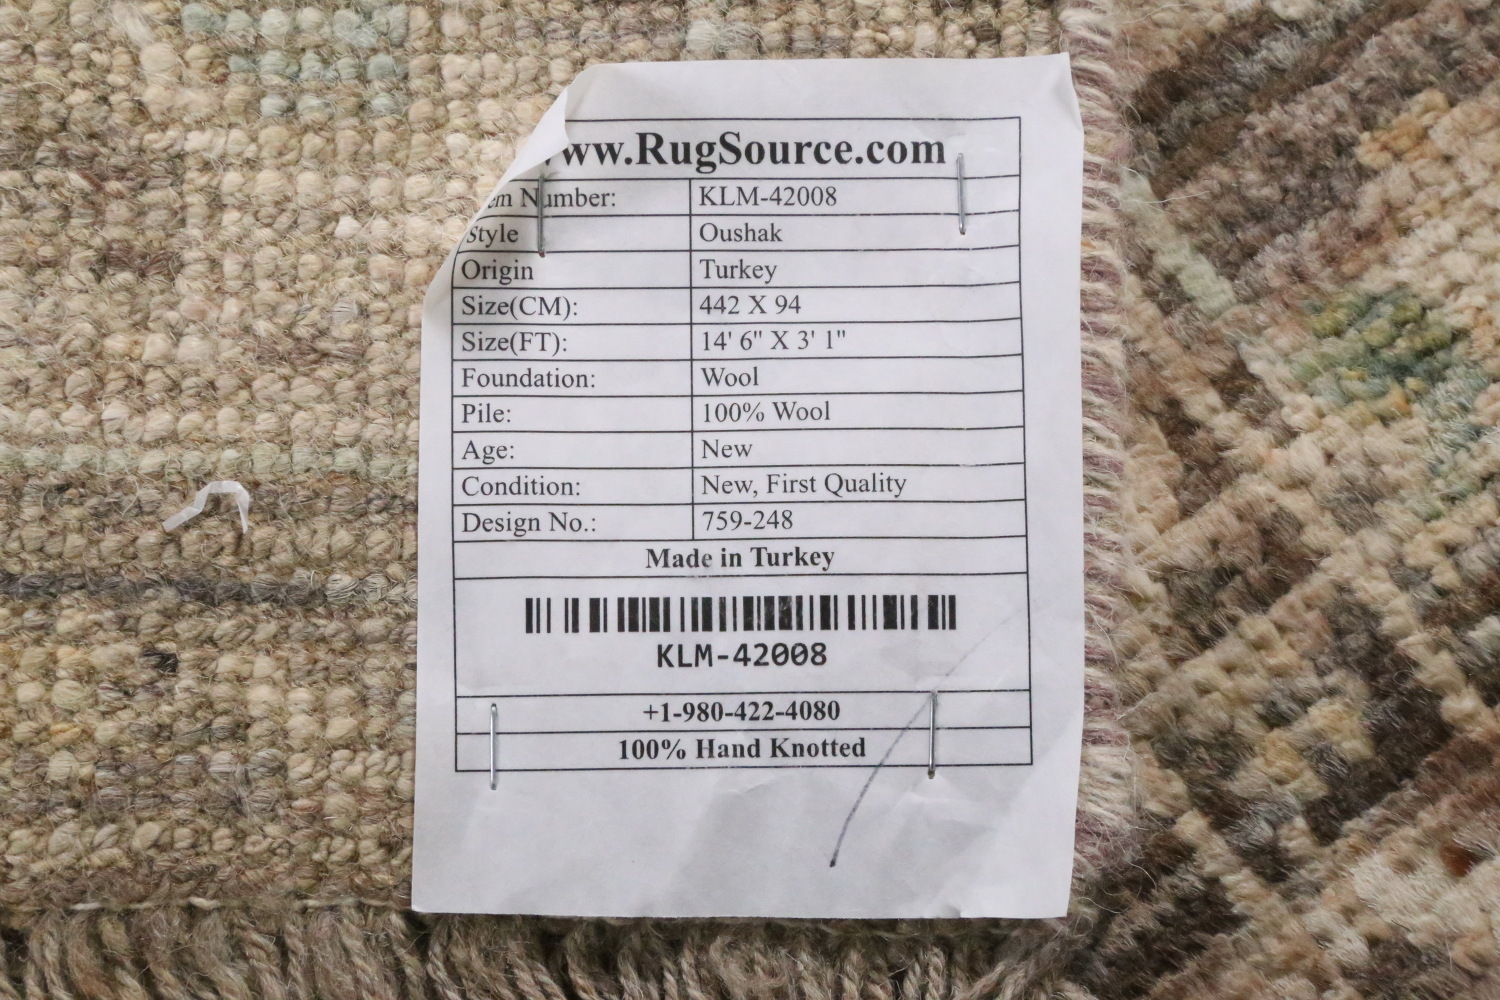 www.RugSource.com
Item Number: KLM-42008
Style Oushak
Origin Turkey
Size(CM): 442 X 94
Size(FT): 14' 6" X 3' 1"
Foundation: Wool
Pile: 100% Wool
Age: New
Condition: New, First Quality
Design No.: 759-248
Made in Turkey
KLM-42008
+1-980-422-4080
100% Hand Knotted